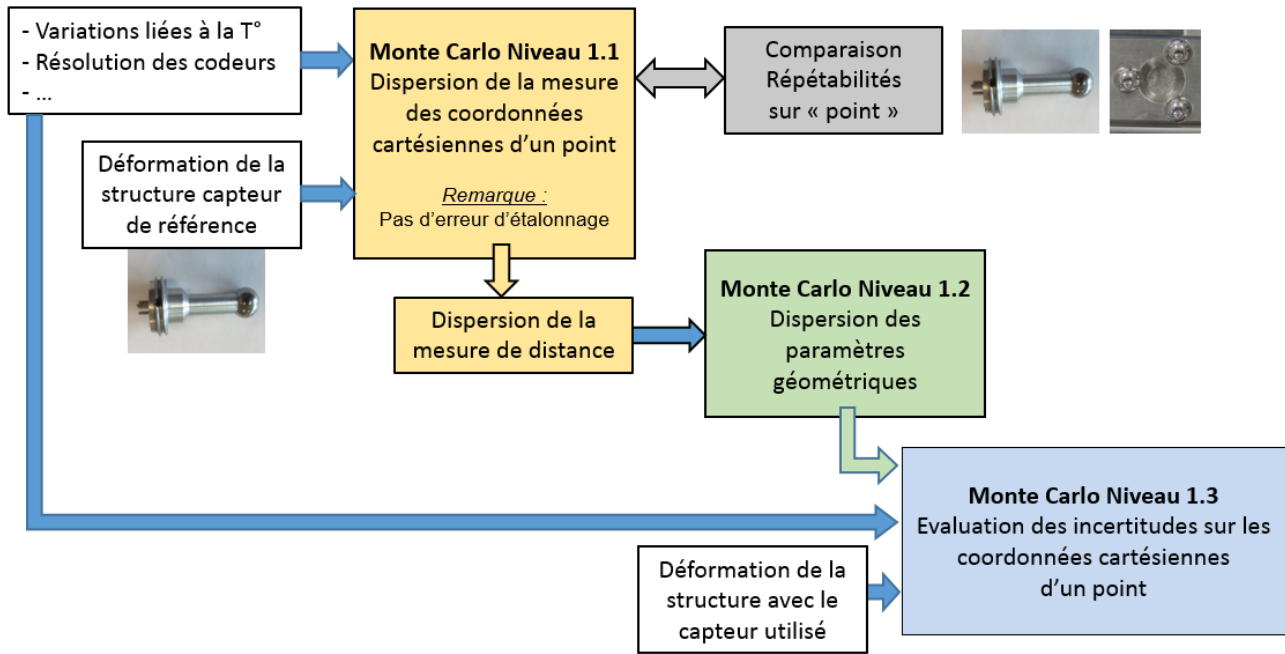 - Variations liées à la T°
- Résolution des codeurs
- ...
Monte Carlo Niveau 1.1
Dispersion de la mesure
des coordonnées
cartésiennes d’un point
Remarque :
Pas d’erreur d’étalonnage
Comparaison
Répétabilités
sur « point »
Déformation de la
structure capteur
de référence
Dispersion de la
mesure de distance
Monte Carlo Niveau 1.2
Dispersion des
paramètres
géométriques
Monte Carlo Niveau 1.3
Evaluation des incertitudes sur les
coordonnées cartésiennes
d’un point
Déformation de la
structure avec le
capteur utilisé